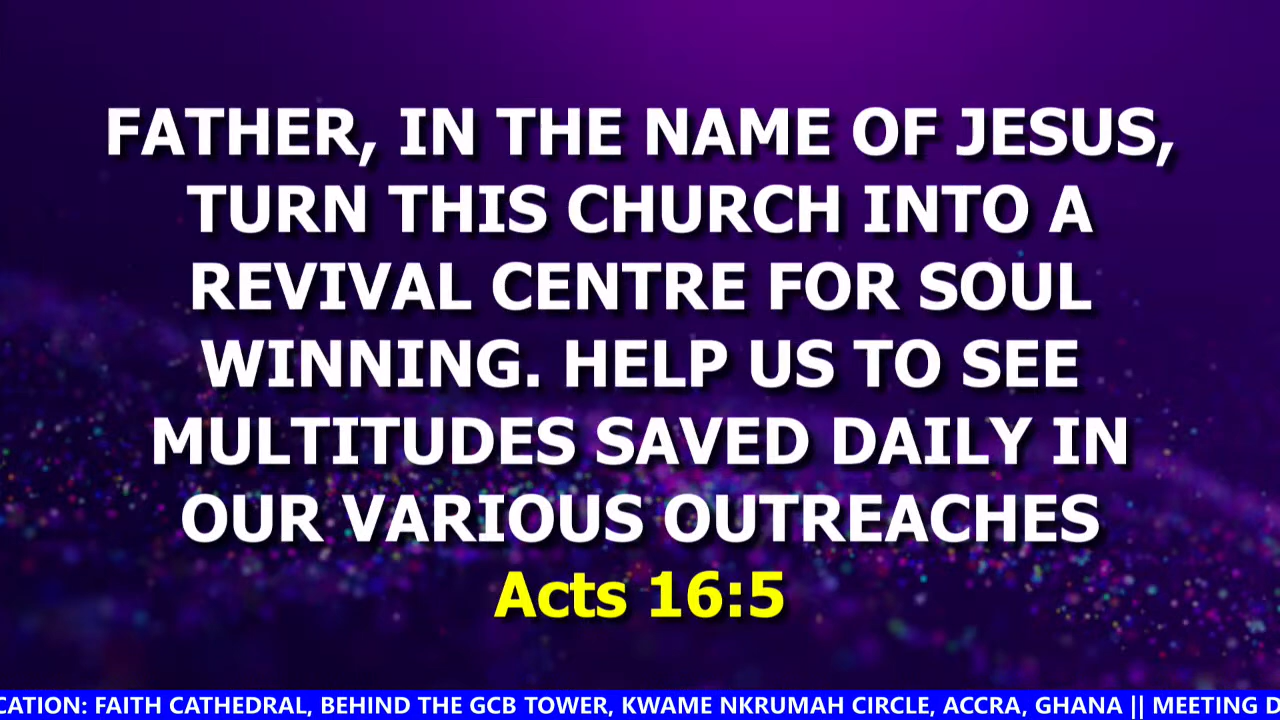 FATHER, IN THE NAME OF JESUS,
TURN THIS CHURCH INTO A
REVIVAL CENTRE FOR SOUL
WINNING. HELP US TO SEE
MULTITUDES SAVED DAILY IN
OUR VARIOUS OUTREACHES
Acts 16:5
CATION: FAITH CATHEDRAL, BEHIND THE GCB TOWER, KWAME NKRUMAH CIRCLE, ACCRA, GHANA || MEETING D